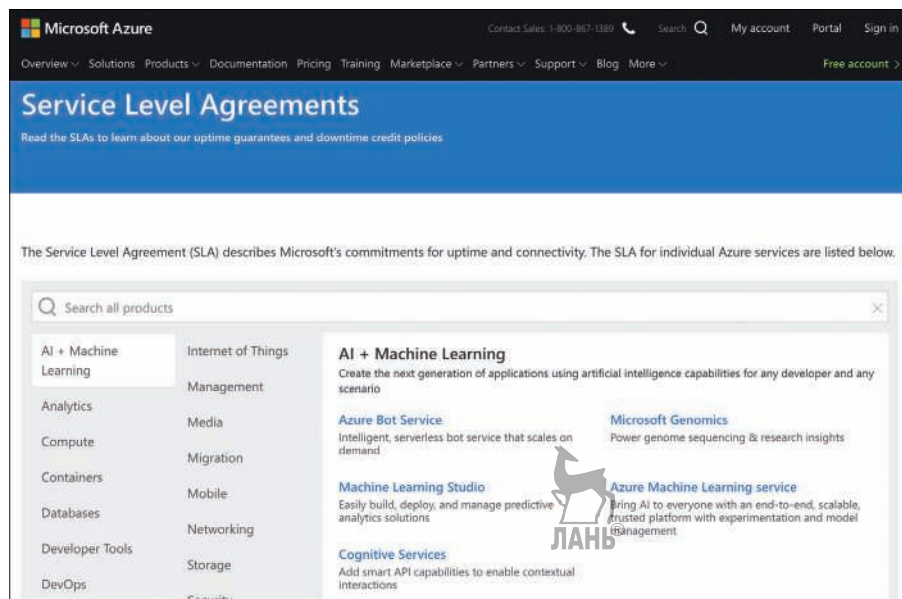 Microsoft Azure
Contact Sales: 1-800-867-1389 Search My account Portal Sign in
Overview Solutions Products Documentation Pricing Training Marketplace Partners Support Blog More Free account >
Service Level Agreements
Read the SLAs to learn about our uptime guarantees and downtime credit policies
The Service Level Agreement (SLA) describes Microsoft's commitments for uptime and connectivity. The SLA for individual Azure services are listed below.
Search all products
AI + Machine
Learning
Analytics
Compute
Containers
Databases
Developer Tools
DevOps
Internet of Things
Management
Media
Migration
Mobile
Networking
Storage
Security
AI + Machine Learning
Create the next generation of applications using artificial intelligence capabilities for any developer and any
scenario
Azure Bot Service
Intelligent, serverless bot service that scales on
demand
Machine Learning Studio
Easily build, deploy, and manage predictive
analytics solutions
Cognitive Services
Add smart API capabilities to enable contextual
interactions
Microsoft Genomics
Power genome sequencing & research insights
Azure Machine Learning service
Bring AI to everyone with an end-to-end, scalable,
trusted platform with experimentation and model
management
ЛАНЬ®